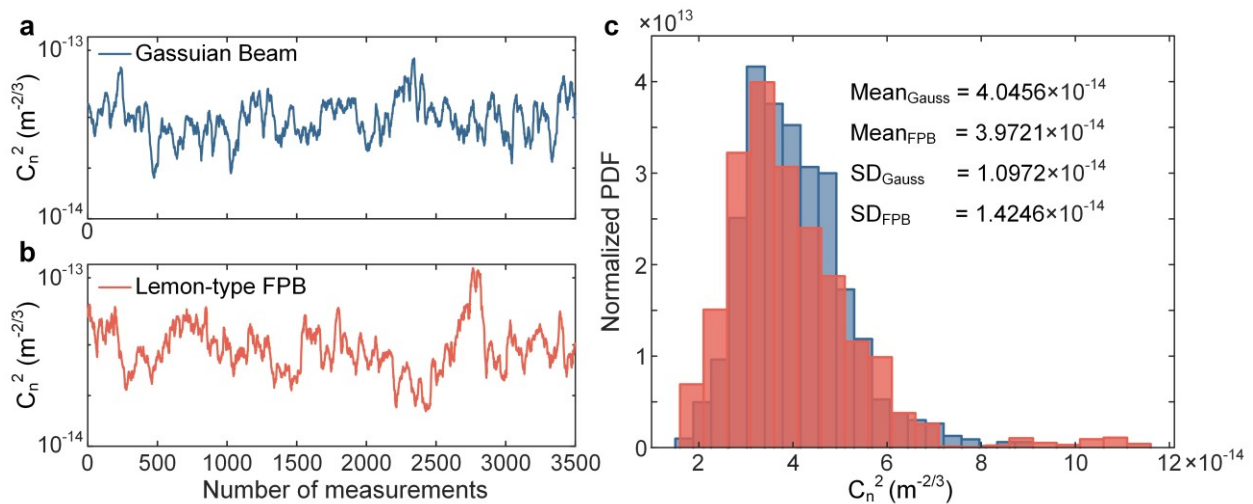 a
10^-13
Gassuian Beam
C_n^2 (m^-2/3)
10^-14
0
b
10^-13
Lemon-type FPB
C_n^2 (m^-2/3)
10^-14
0 500 1000 1500 2000 2500 3000 3500
Number of measurements
c
×10^13
Mean_Gauss = 4.0456×10^-14
Mean_FPB = 3.9721×10^-14
SD_Gauss = 1.0972×10^-14
SD_FPB = 1.4246×10^-14
Normalized PDF
4
3
2
1
0
2 4 6 8 10 12 ×10^-14
C_n^2 (m^-2/3)